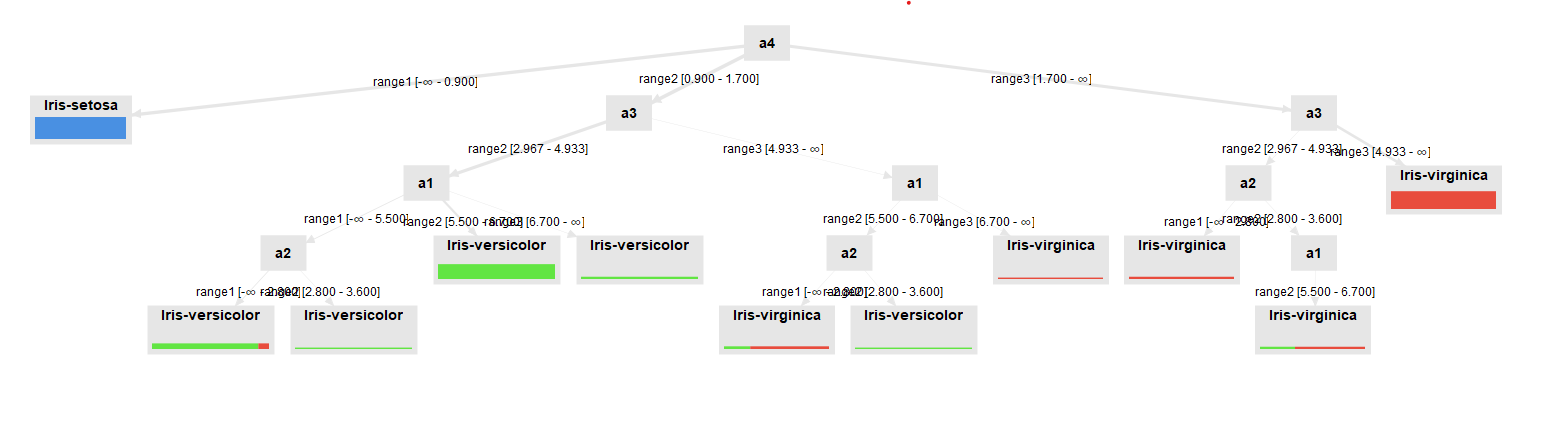 a4
range1 [-∞ - 0.900]
range2 [0.900 - 1.700]
range3 [1.700 - ∞]
Iris-setosa
a3
a3
range2 [2.967 - 4.933]
range3 [4.933 - ∞]
range2 [2.967 - 4.933]
range3 [4.933 - ∞]
a1
a1
a2
Iris-virginica
range1 [-∞ - 5.500]
range2 [5.500 - 6.700]
range3 [6.700 - ∞]
range2 [5.500 - 6.700]
range3 [6.700 - ∞]
range1 [-∞ - 2.800]
range2 [2.800 - 3.600]
a2
Iris-versicolor
Iris-versicolor
a2
Iris-virginica
Iris-virginica
a1
range1 [-∞ - 2.800]
range2 [2.800 - 3.600]
range1 [-∞ - 2.800]
range2 [2.800 - 3.600]
range2 [5.500 - 6.700]
Iris-versicolor
Iris-versicolor
Iris-virginica
Iris-versicolor
Iris-virginica